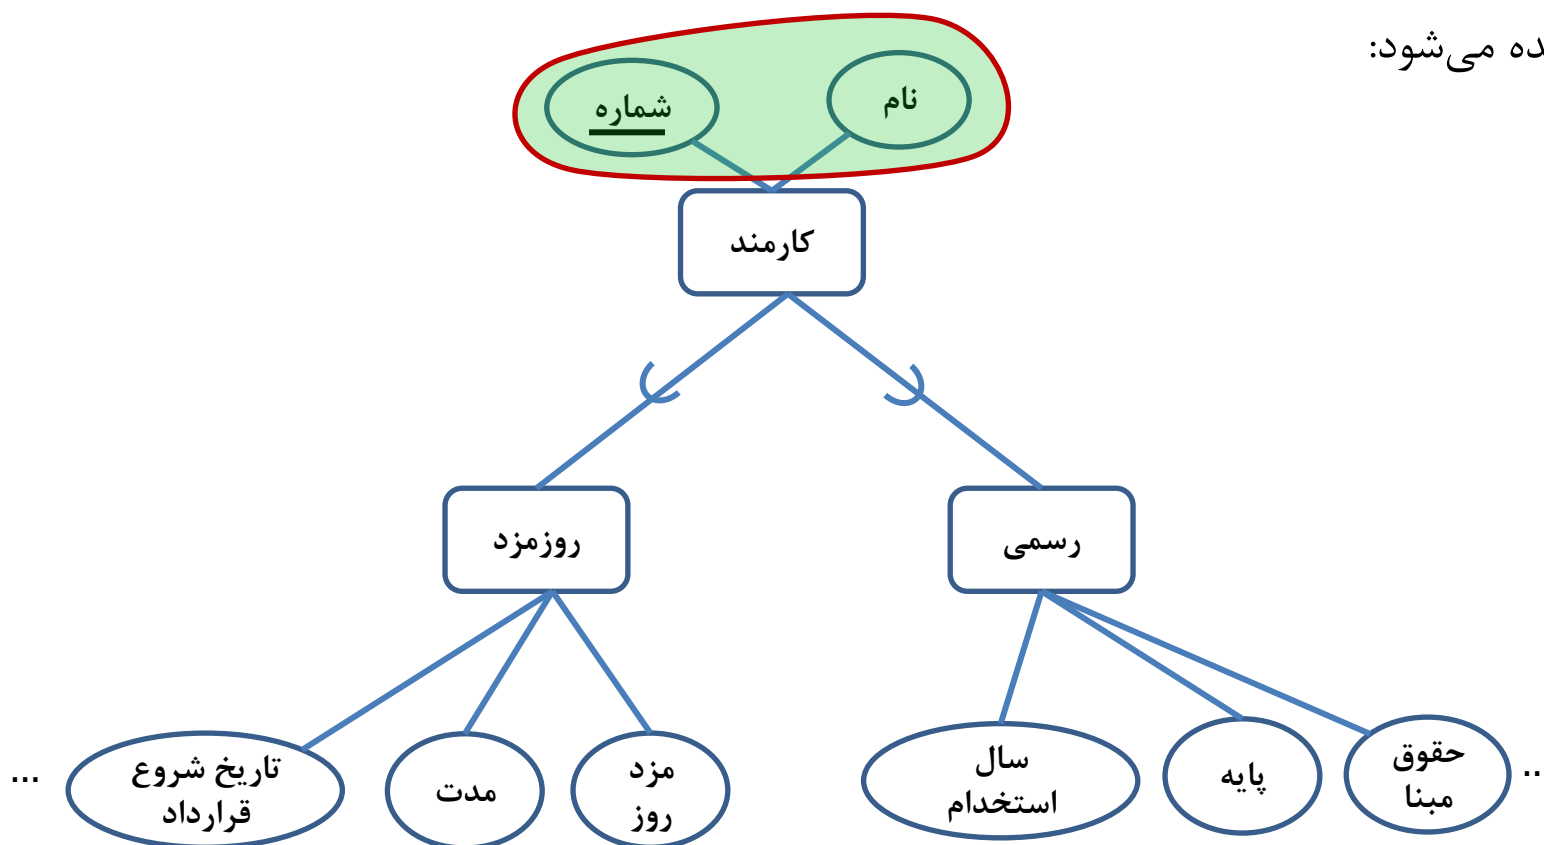 ده می‌شود:
نام
شماره
کارمند
رسمی
روزمزد
حقوق
مبنا
پایه
سال
استخدام
مزد
روز
مدت
تاریخ شروع
قرارداد
...
..